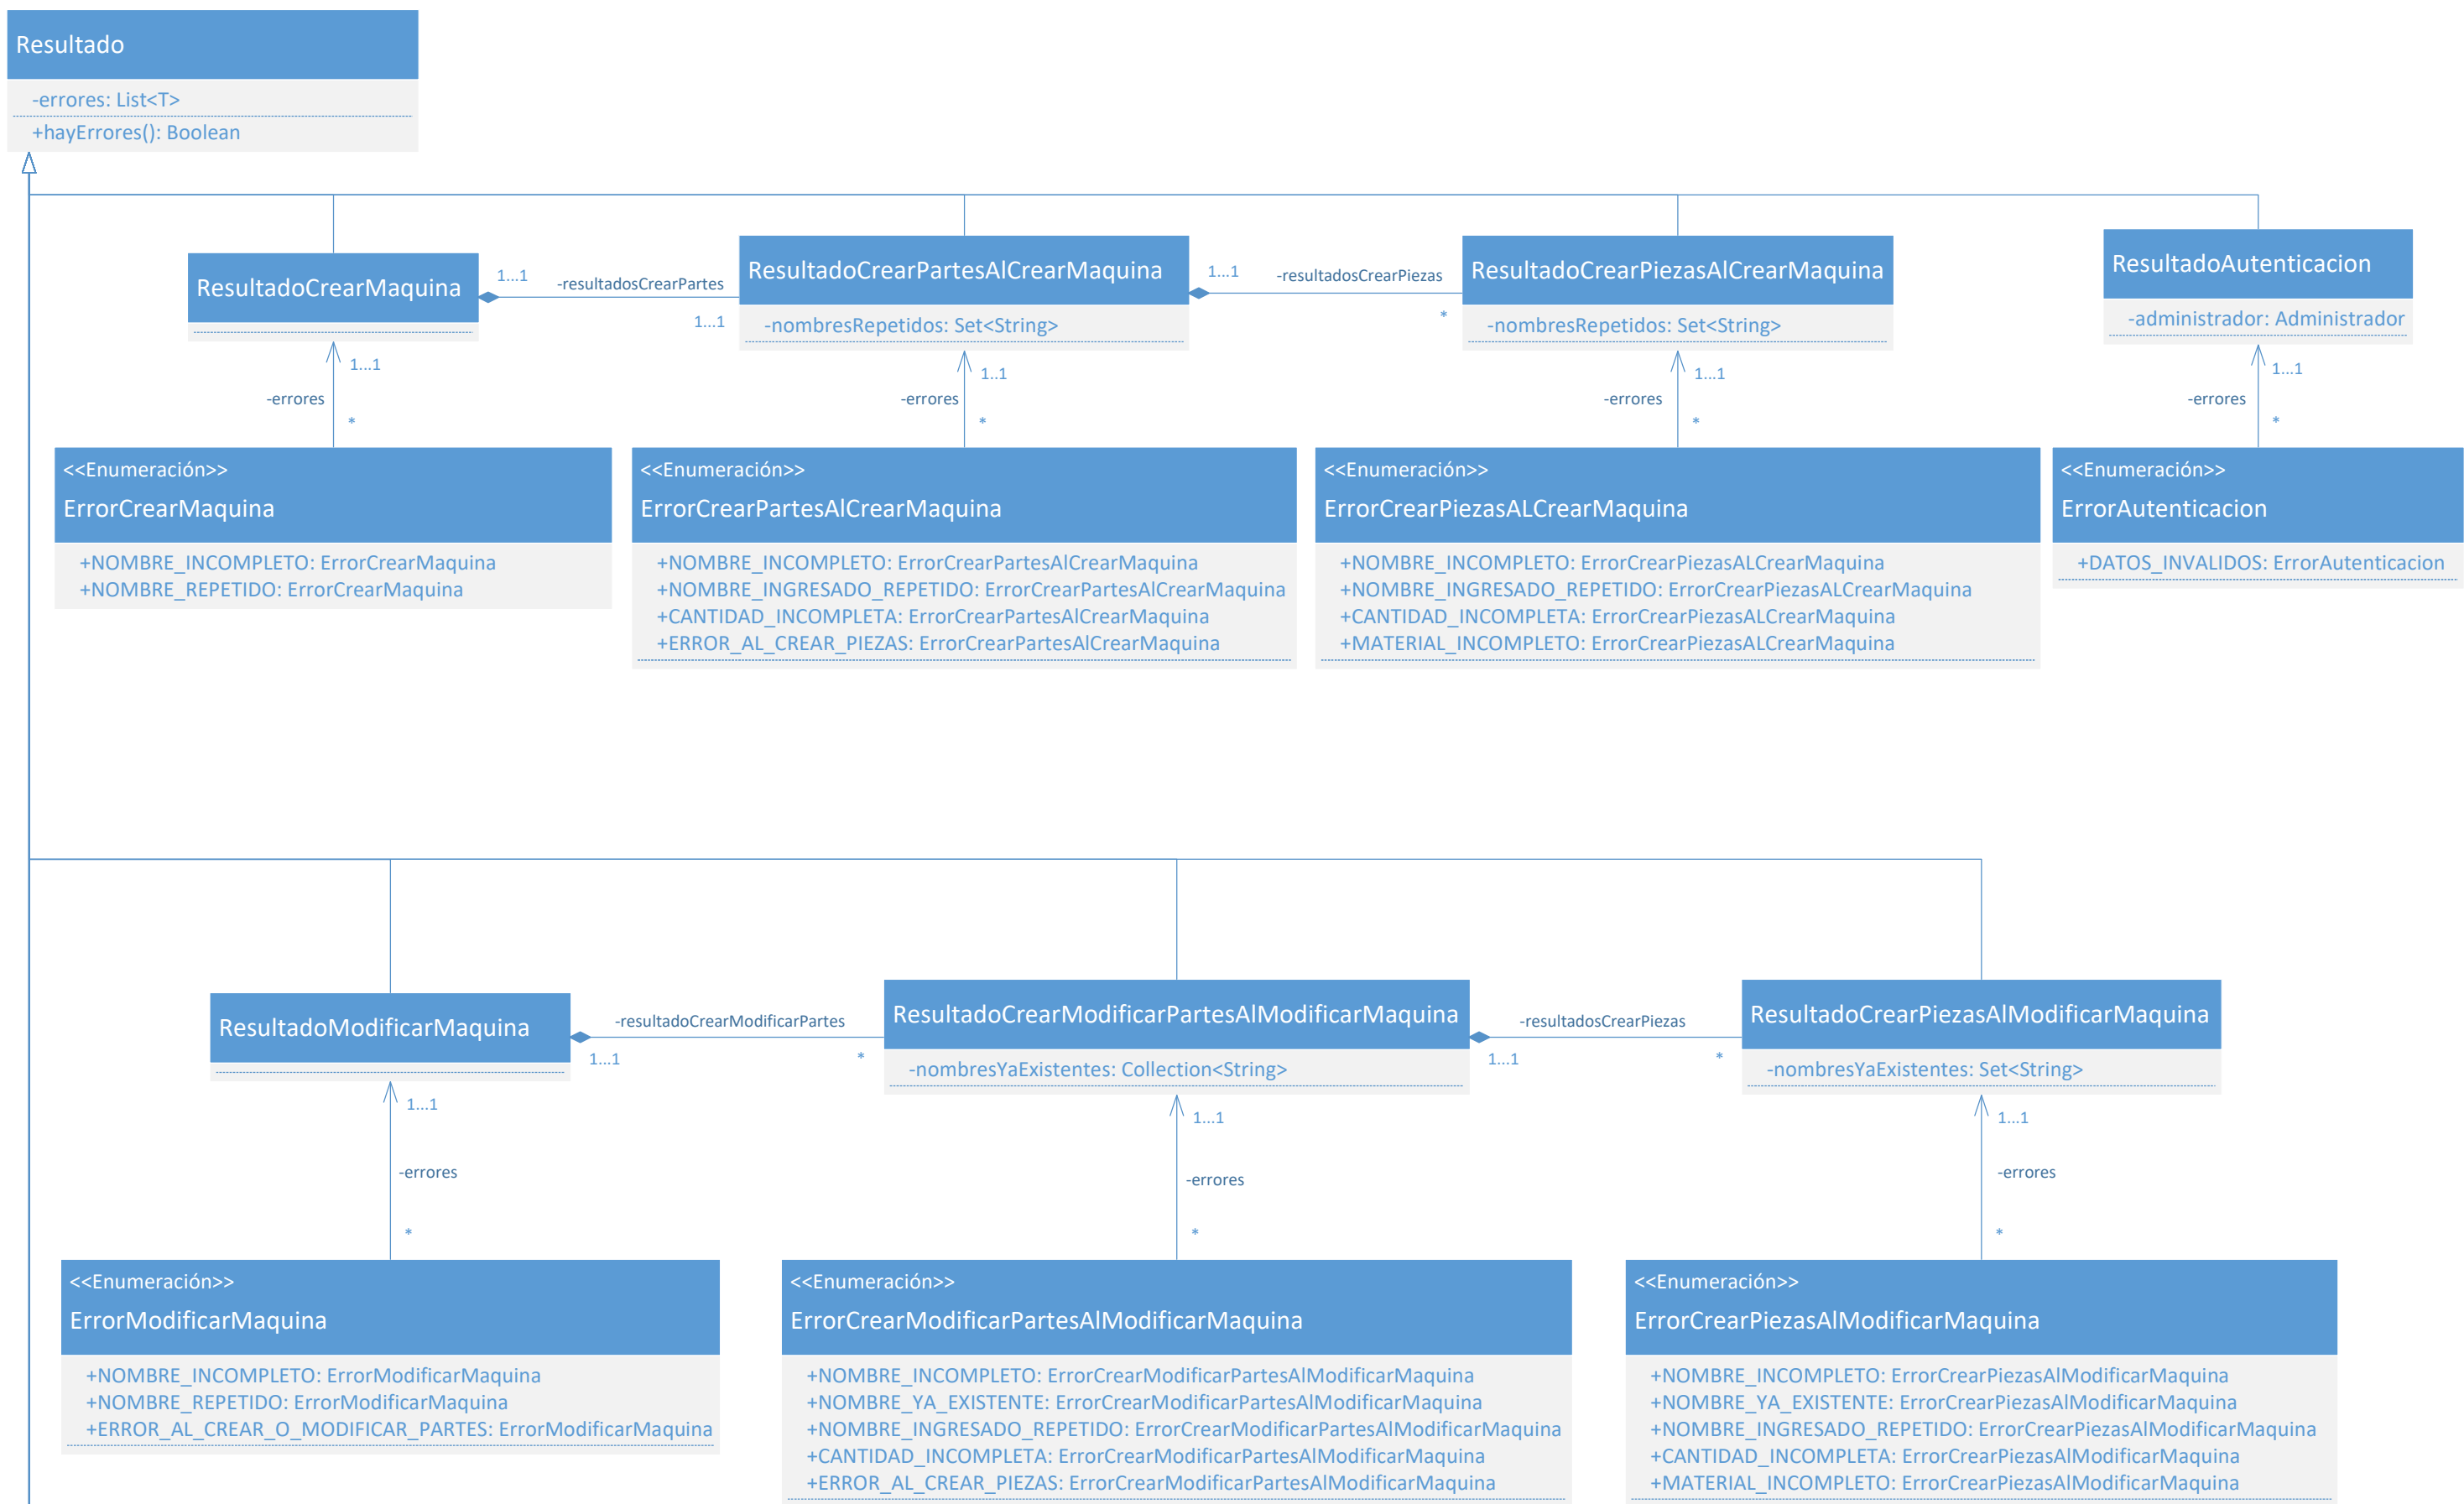 Resultado
-errores: List<T>
+hayErrores(): Boolean
ResultadoCrearMaquina
1...1
-resultadosCrearPartes
1...1
ResultadoCrearPartesAlCrearMaquina
-nombresRepetidos: Set<String>
1...1
-resultadosCrearPiezas
*
ResultadoCrearPiezasAlCrearMaquina
-nombresRepetidos: Set<String>
ResultadoAutenticacion
-administrador: Administrador
1...1
-errores
*
1..1
-errores
*
1...1
-errores
*
1...1
-errores
*
<<Enumeración>>
ErrorCrearMaquina
+NOMBRE_INCOMPLETO: ErrorCrearMaquina
+NOMBRE_REPETIDO: ErrorCrearMaquina
<<Enumeración>>
ErrorCrearPartesAlCrearMaquina
+NOMBRE_INCOMPLETO: ErrorCrearPartesAlCrearMaquina
+NOMBRE_INGRESADO_REPETIDO: ErrorCrearPartesAlCrearMaquina
+CANTIDAD_INCOMPLETA: ErrorCrearPartesAlCrearMaquina
+ERROR_AL_CREAR_PIEZAS: ErrorCrearPartesAlCrearMaquina
<<Enumeración>>
ErrorCrearPiezasALCrearMaquina
+NOMBRE_INCOMPLETO: ErrorCrearPiezasALCrearMaquina
+NOMBRE_INGRESADO_REPETIDO: ErrorCrearPiezasALCrearMaquina
+CANTIDAD_INCOMPLETA: ErrorCrearPiezasALCrearMaquina
+MATERIAL_INCOMPLETO: ErrorCrearPiezasALCrearMaquina
<<Enumeración>>
ErrorAutenticacion
+DATOS_INVALIDOS: ErrorAutenticacion
ResultadoModificarMaquina
-resultadoCrearModificarPartes
1...1
*
ResultadoCrearModificarPartesAlModificarMaquina
-nombresYaExistentes: Collection<String>
-resultadosCrearPiezas
1...1
*
ResultadoCrearPiezasAlModificarMaquina
-nombresYaExistentes: Set<String>
1...1
-errores
*
1...1
-errores
*
1...1
-errores
*
<<Enumeración>>
ErrorModificarMaquina
+NOMBRE_INCOMPLETO: ErrorModificarMaquina
+NOMBRE_REPETIDO: ErrorModificarMaquina
+ERROR_AL_CREAR_O_MODIFICAR_PARTES: ErrorModificarMaquina
<<Enumeración>>
ErrorCrearModificarPartesAlModificarMaquina
+NOMBRE_INCOMPLETO: ErrorCrearModificarPartesAlModificarMaquina
+NOMBRE_YA_EXISTENTE: ErrorCrearModificarPartesAlModificarMaquina
+NOMBRE_INGRESADO_REPETIDO: ErrorCrearModificarPartesAlModificarMaquina
+CANTIDAD_INCOMPLETA: ErrorCrearModificarPartesAlModificarMaquina
+ERROR_AL_CREAR_PIEZAS: ErrorCrearModificarPartesAlModificarMaquina
<<Enumeración>>
ErrorCrearPiezasAlModificarMaquina
+NOMBRE_INCOMPLETO: ErrorCrearPiezasAlModificarMaquina
+NOMBRE_YA_EXISTENTE: ErrorCrearPiezasAlModificarMaquina
+NOMBRE_INGRESADO_REPETIDO: ErrorCrearPiezasAlModificarMaquina
+CANTIDAD_INCOMPLETA: ErrorCrearPiezasAlModificarMaquina
+MATERIAL_INCOMPLETO: ErrorCrearPiezasAlModificarMaquina